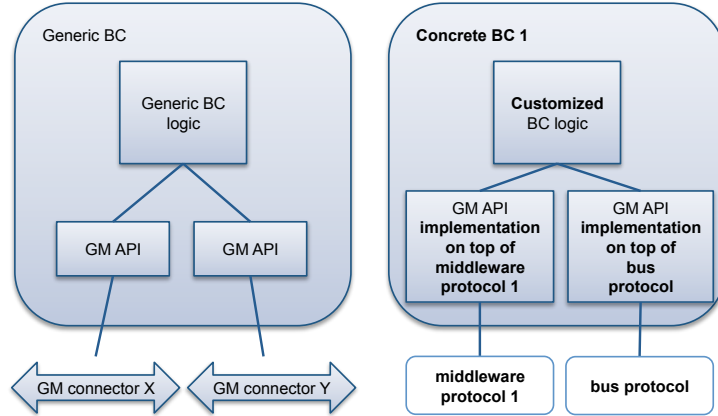 Generic BC
Generic BC
logic
GM API
GM API
GM connector X
GM connector Y
Concrete BC 1
Customized
BC logic
GM API
implementation
on top of
middleware
protocol 1
GM API
implementation
on top of
bus
protocol
middleware
protocol 1
bus protocol